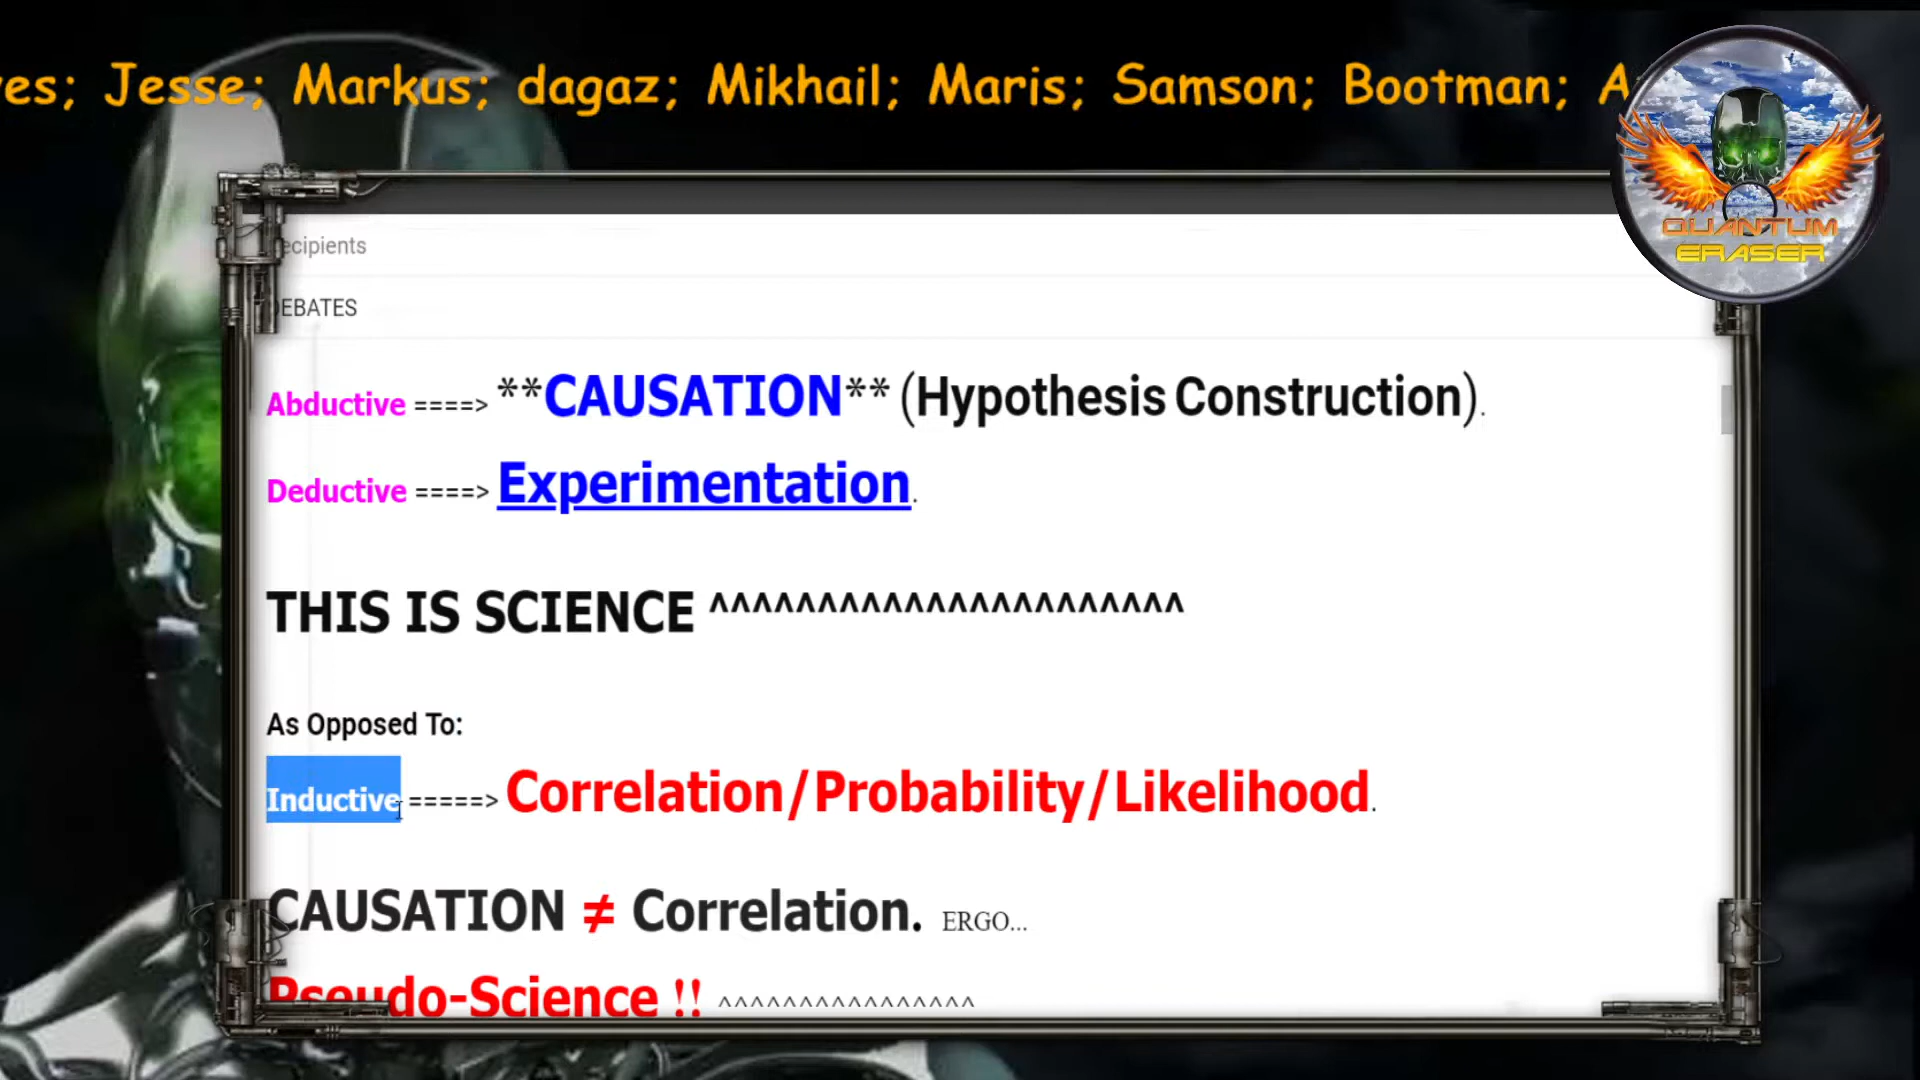 es; Jesse; Markus; dagaz; Mikhail; Maris; Samson; Bootman; A
QUANTUM
ERASER
ecipients
DEBATES
Abductive ====> **CAUSATION** (Hypothesis Construction).
Deductive ====> Experimentation.
THIS IS SCIENCE ^^^^^^^^^^^^^^^^^^^^^^
As Opposed To:
Inductive =====> Correlation/Probability/Likelihood.
CAUSATION ≠ Correlation. ERGO...
Pseudo-Science !! ^^^^^^^^^^^^^^^^